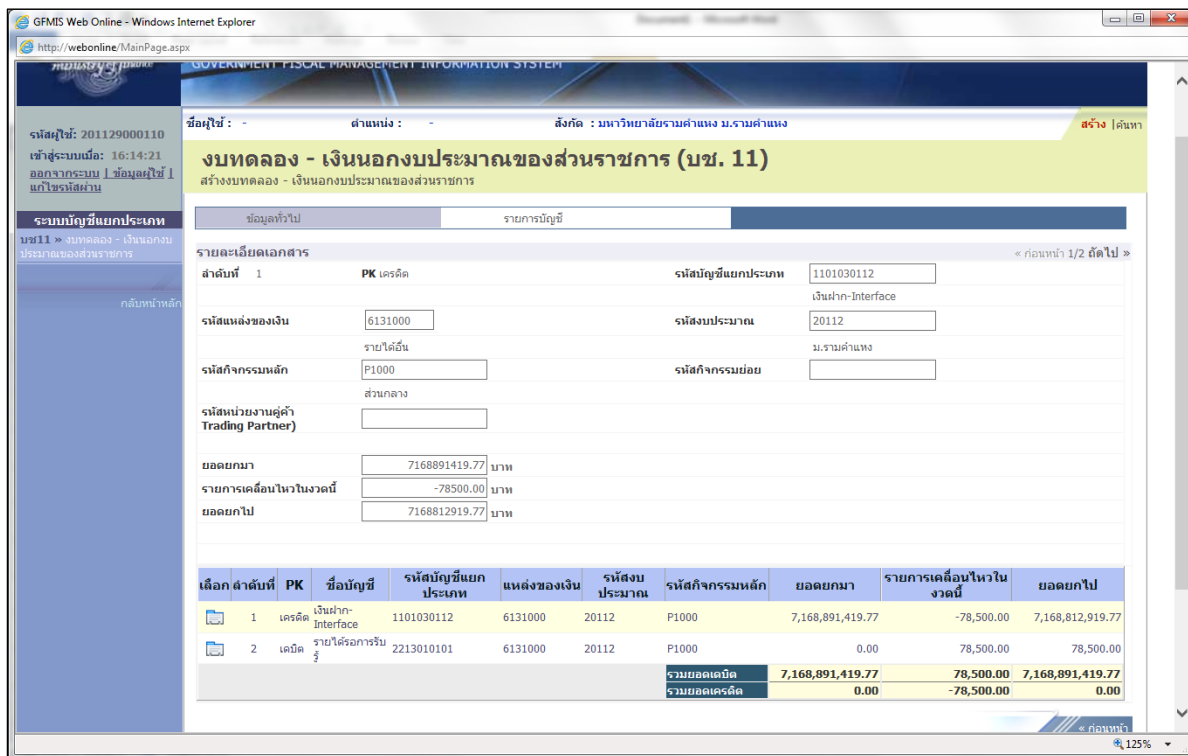 GFMIS Web Online - Windows Internet Explorer
http://webonline/MainPage.aspx
GOVERNMENT FISCAL MANAGEMENT INFORMATION SYSTEM
รหัสผู้ใช้: 201129000110
เข้าสู่ระบบเมื่อ: 16:14:21
ออกจากระบบ | ข้อมูลผู้ใช้ |
แก้ไขรหัสผ่าน
ระบบบัญชีแยกประเภท
บช11 » งบทดลอง - เงินนอกงบ
ประมาณของส่วนราชการ
กลับหน้าหลัก
ชื่อผู้ใช้ : - ตำแหน่ง : - สังกัด : มหาวิทยาลัยรามคำแหง ม.รามคำแหง สร้าง |ค้นหา
งบทดลอง - เงินนอกงบประมาณของส่วนราชการ (บช. 11)
สร้างงบทดลอง - เงินนอกงบประมาณของส่วนราชการ
ข้อมูลทั่วไป รายการบัญชี
รายละเอียดเอกสาร « ก่อนหน้า 1/2 ถัดไป »
ลำดับที่ 1 PK เครดิต รหัสบัญชีแยกประเภท 1101030112
เงินฝาก-Interface
รหัสแหล่งของเงิน 6131000 รหัสงบประมาณ 20112
รายได้อื่น ม.รามคำแหง
รหัสกิจกรรมหลัก P1000 รหัสกิจกรรมย่อย
ส่วนกลาง
รหัสหน่วยงานคู่ค้า
Trading Partner)
ยอดยกมา 7168891419.77 บาท
รายการเคลื่อนไหวในงวดนี้ -78500.00 บาท
ยอดยกไป 7168812919.77 บาท
เลือก ลำดับที่ PK ชื่อบัญชี รหัสบัญชีแยกประเภท แหล่งของเงิน รหัสงบประมาณ รหัสกิจกรรมหลัก ยอดยกมา รายการเคลื่อนไหวในงวดนี้ ยอดยกไป
1 เครดิต เงินฝาก-Interface 1101030112 6131000 20112 P1000 7,168,891,419.77 -78,500.00 7,168,812,919.77
2 เดบิต รายได้รอการรับรู้ 2213010101 6131000 20112 P1000 0.00 78,500.00 78,500.00
รวมยอดเดบิต 7,168,891,419.77 78,500.00 7,168,891,419.77
รวมยอดเครดิต 0.00 -78,500.00 0.00
« ก่อนหน้า
125%